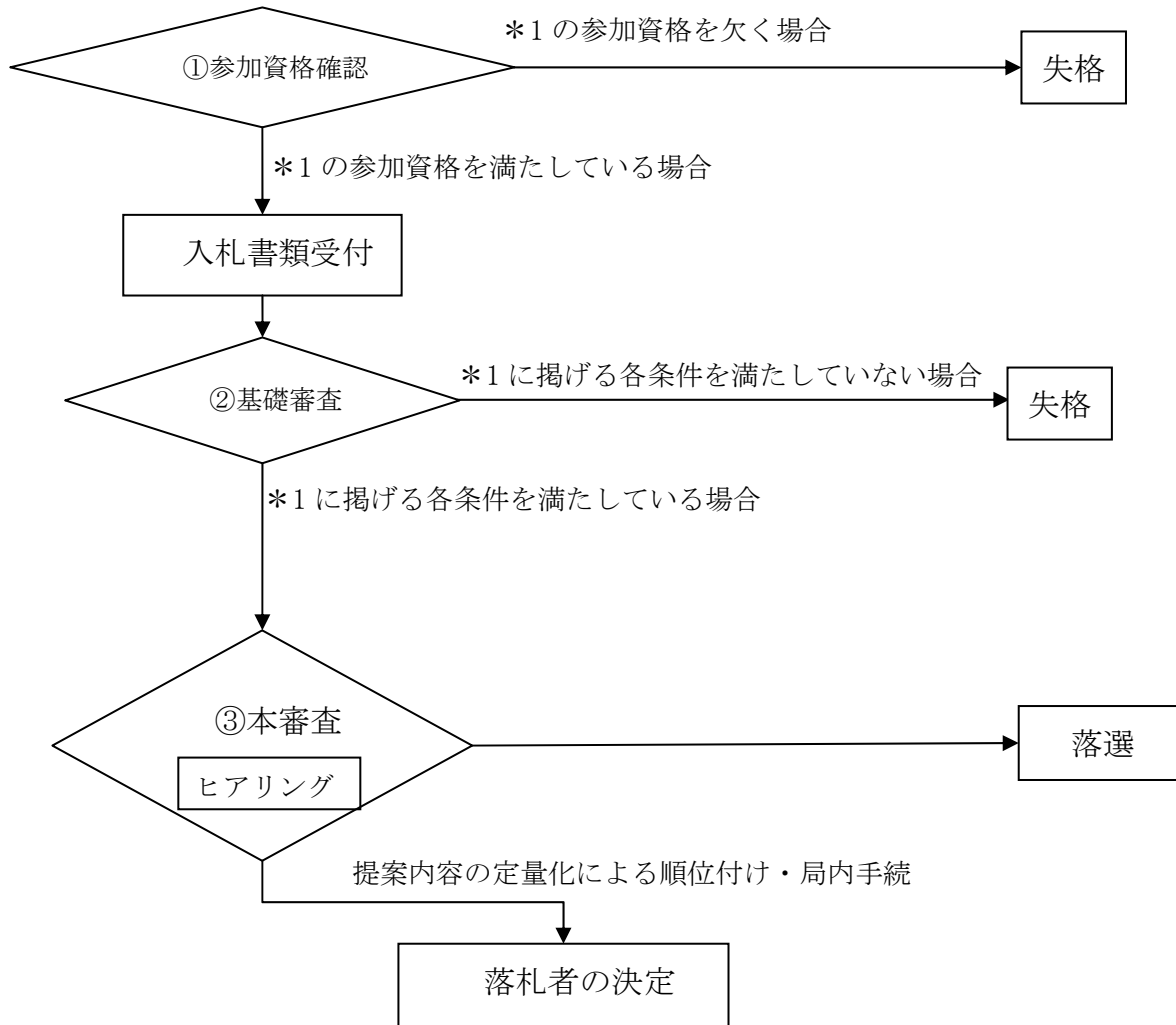 ＊1 の参加資格を欠く場合
①参加資格確認
失格
＊1 の参加資格を満たしている場合
入札書類受付
＊1 に掲げる各条件を満たしていない場合
②基礎審査
失格
＊1 に掲げる各条件を満たしている場合
③本審査
落選
ヒアリング
提案内容の定量化による順位付け・局内手続
落札者の決定